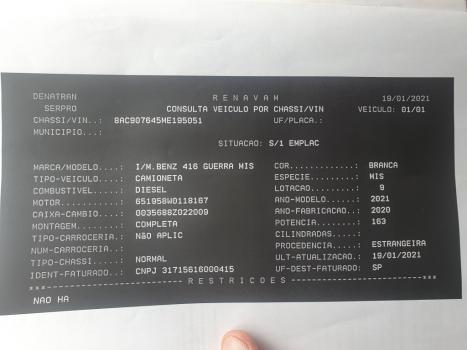 DENATRAN R E N A V A M 19/01/2021
SERPRO CONSULTA VEICULO POR CHASSI/VIN VEICULO: 01/01
CHASSI/VIN..: 8AC907645ME195051 UF/PLACA.:
MUNICIPIO...:
SITUACAO: S/1 EMPLAC
MARCA/MODELO....: I/M.BENZ 416 GUERRA MIS COR.............: BRANCA
TIPO-VEICULO....: CAMIONETA ESPECIE.........: MIS
COMBUSTIVEL.....: DIESEL LOTACAO.........: 9
MOTOR...........: 651958W0118167 ANO-MODELO......: 2021
CAIXA-CAMBIO....: 0035688Z022009 ANO-FABRICACAO..: 2020
MONTAGEM........: COMPLETA POTENCIA........: 163
TIPO-CARROCERIA.: NãO APLIC CILINDRADAS.....:
NUM-CARROCERIA..: PROCEDENCIA.....: ESTRANGEIRA
TIPO-CHASSI.....: NORMAL ULT-ATUALIZACAO.: 19/01/2021
IDENT-FATURADO..: CNPJ 31715616000415 UF-DEST-FATURADO: SP
***---------------------------- R E S T R I C O E S ----------------------------***
NAO HA